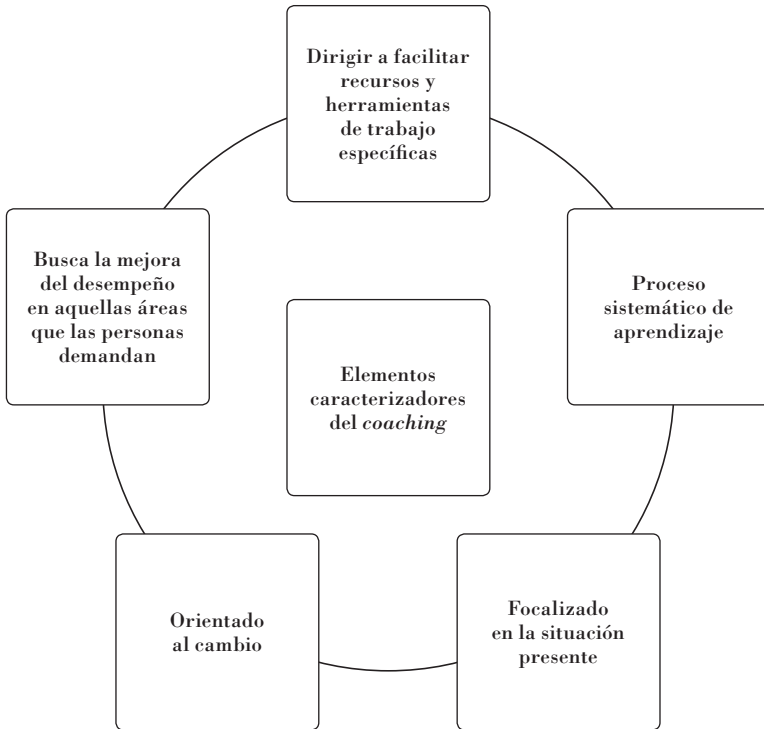 Dirigir a facilitar
recursos y
herramientas
de trabajo
específicas
Busca la mejora
del desempeño
en aquellas áreas
que las personas
demandan
Proceso
sistemático de
aprendizaje
Elementos
caracterizadores
del coaching
Orientado
al cambio
Focalizado
en la situación
presente